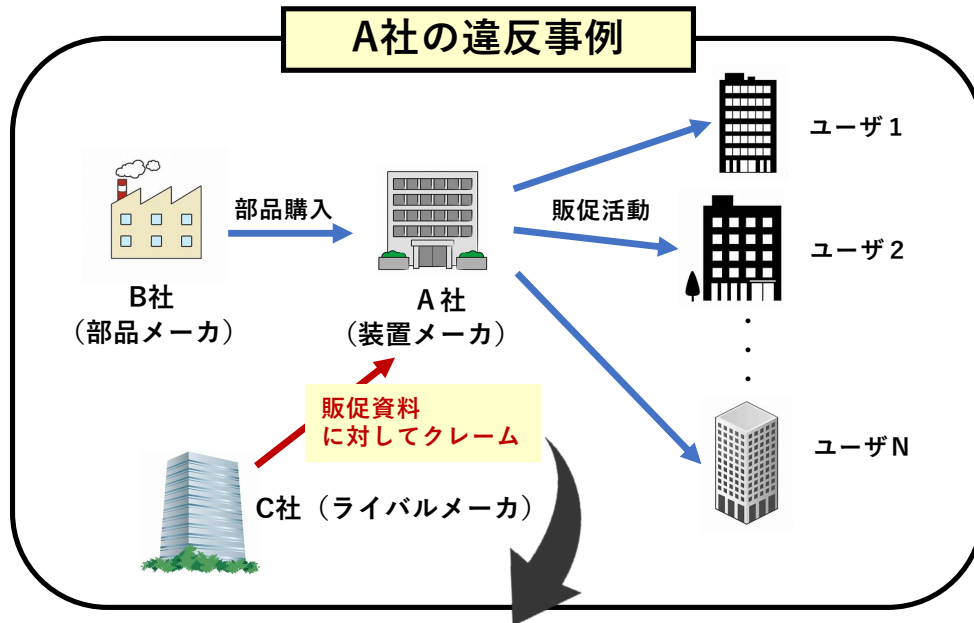 A社の違反事例
ユーザ1
部品購入
販促活動
ユーザ2
B社
（部品メーカ）
A社
（装置メーカ）
・
・
・
販促資料
に対してクレーム
ユーザN
C社（ライバルメーカ）